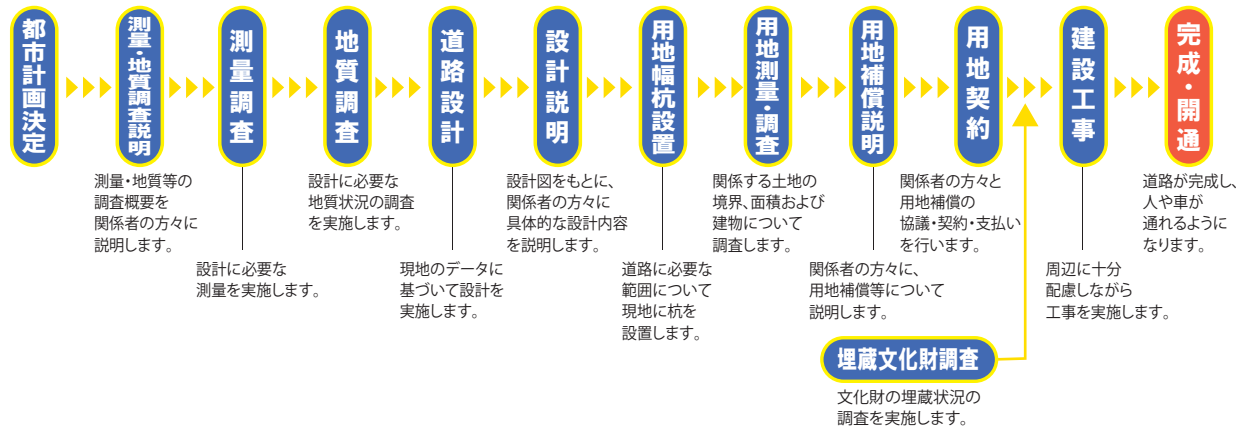 都市計画決定
測量・地質調査説明
測量調査
地質調査
道路設計
設計説明
用地幅杭設置
用地測量・調査
用地補償説明
用地契約
建設工事
完成・開通
測量・地質等の
調査概要を
関係者の方々に
説明します。
設計に必要な
測量を実施します。
設計に必要な
地質状況の調査
を実施します。
現地のデータに
基づいて設計を
実施します。
設計図をもとに、
関係者の方々に
具体的な設計内容
を説明します。
道路に必要な
範囲について
現地に杭を
設置します。
関係する土地の
境界、面積および
建物について
調査します。
関係者の方々に、
用地補償等について
説明します。
関係者の方々と
用地補償の
協議・契約・支払い
を行います。
周辺に十分
配慮しながら
工事を実施します。
道路が完成し、
人や車が
通れるように
なります。
埋蔵文化財調査
文化財の埋蔵状況の
調査を実施します。